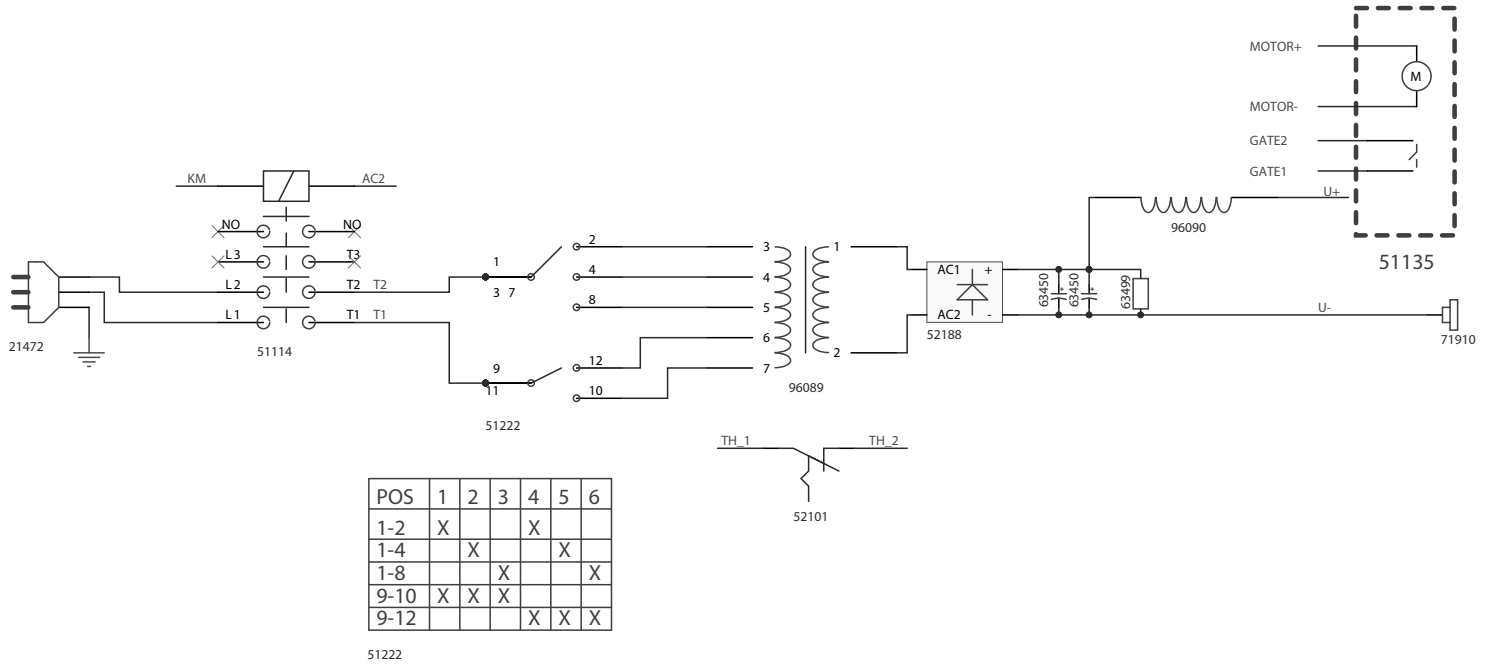 MOTOR+
M
MOTOR-
GATE2
GATE1
U+
96090
51135
KM
AC2
NO
NO
L3
T3
L2
T2
T2
L1
T1
T1
21472
51114
1
3 7
2
4
8
9
11
12
10
51222
3
4
5
6
7
1
2
96089
AC1
+
AC2
-
52188
63450
+
63450
+
63499
U-
71910
TH_1
TH_2
52101
POS 1 2 3 4 5 6
1-2 X X
1-4 X X
1-8 X X
9-10 X X X
9-12 X X X
51222